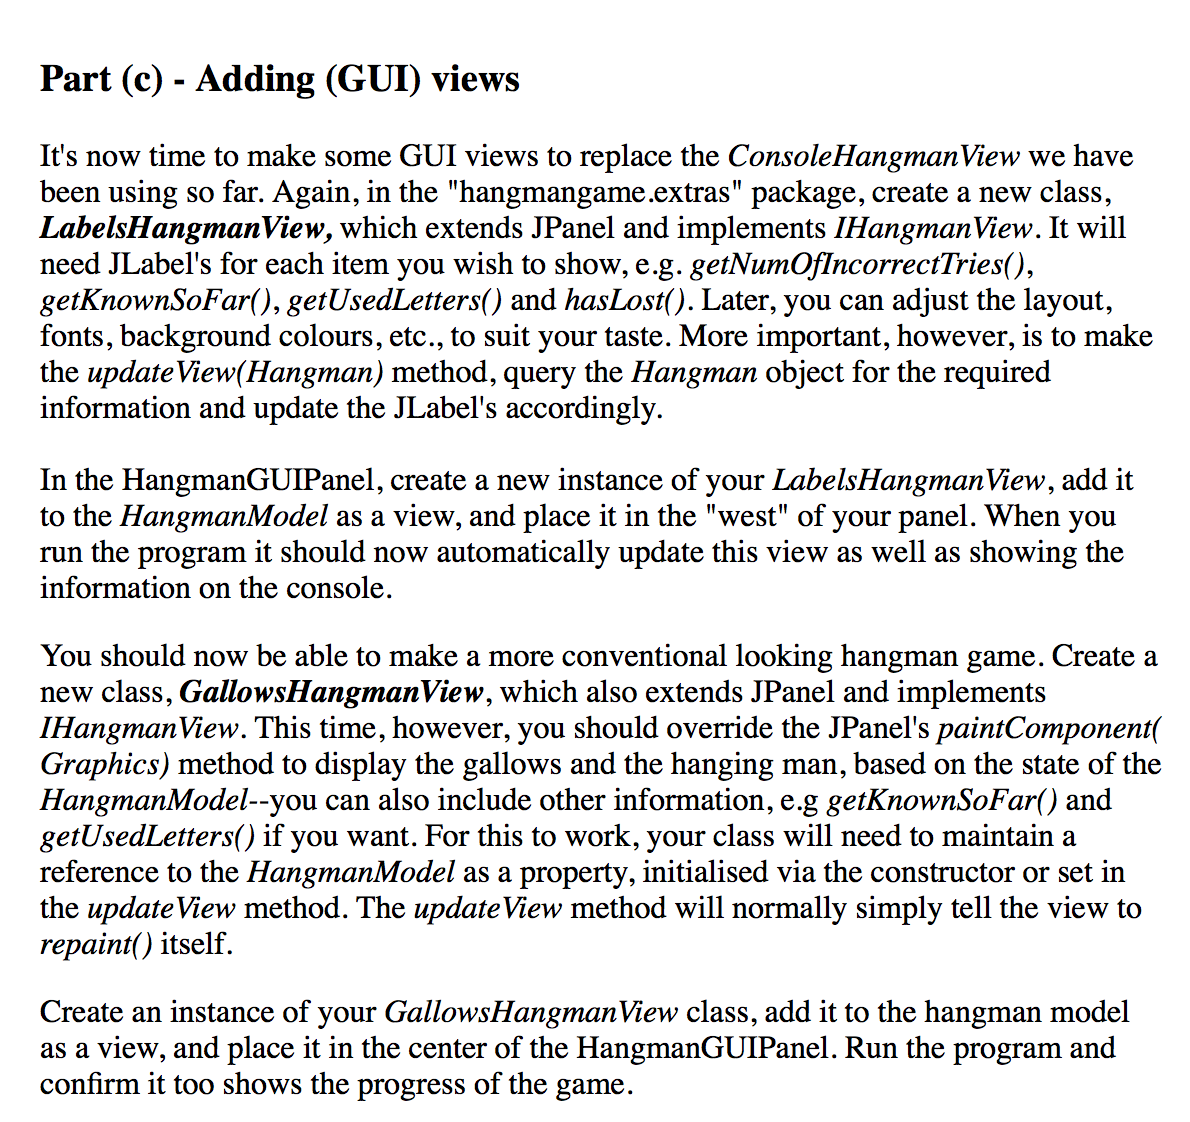 Part (c) - Adding (GUI) views
It's now time to make some GUI views to replace the ConsoleHangmanView we have
been using so far. Again, in the "hangmangame.extras" package, create a new class,
LabelsHangmanView, which extends JPanel and implements IHangmanView. It will
need JLabel's for each item you wish to show, e.g. getNumOfIncorrectTries(),
getKnownSoFar(), getUsedLetters() and hasLost(). Later, you can adjust the layout,
fonts, background colours, etc., to suit your taste. More important, however, is to make
the updateView(Hangman) method, query the Hangman object for the required
information and update the JLabel's accordingly.
In the HangmanGUIPanel, create a new instance of your LabelsHangmanView, add it
to the HangmanModel as a view, and place it in the "west" of your panel. When you
run the program it should now automatically update this view as well as showing the
information on the console.
You should now be able to make a more conventional looking hangman game. Create a
new class, GallowsHangmanView, which also extends JPanel and implements
IHangmanView. This time, however, you should override the JPanel's paintComponent(
Graphics) method to display the gallows and the hanging man, based on the state of the
HangmanModel--you can also include other information, e.g getKnownSoFar() and
getUsedLetters() if you want. For this to work, your class will need to maintain a
reference to the HangmanModel as a property, initialised via the constructor or set in
the updateView method. The updateView method will normally simply tell the view to
repaint() itself.
Create an instance of your GallowsHangmanView class, add it to the hangman model
as a view, and place it in the center of the HangmanGUIPanel. Run the program and
confirm it too shows the progress of the game.